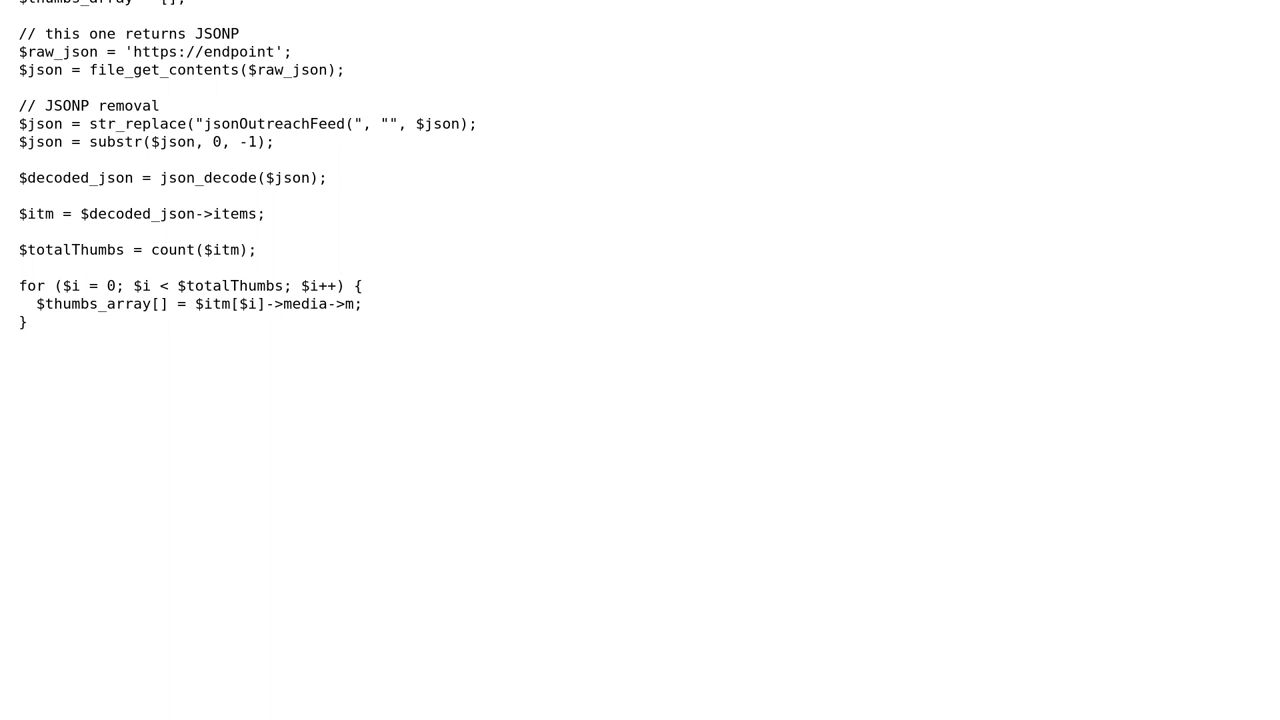 $thumbs_array = [];
// this one returns JSONP
$raw_json = 'https://endpoint';
$json = file_get_contents($raw_json);
// JSONP removal
$json = str_replace("jsonOutreachFeed(", "", $json);
$json = substr($json, 0, -1);
$decoded_json = json_decode($json);
$itm = $decoded_json->items;
$totalThumbs = count($itm);
for ($i = 0; $i < $totalThumbs; $i++) {
  $thumbs_array[] = $itm[$i]->media->m;
}